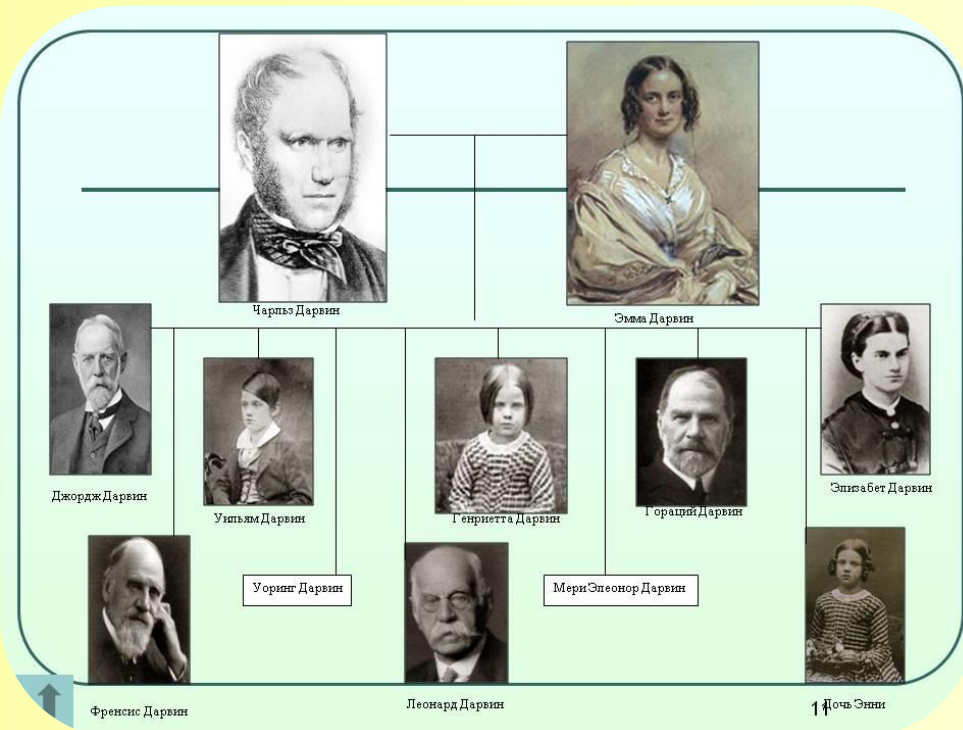 Чарльз Дарвин
Эмма Дарвин
Джордж Дарвин
Уильям Дарвин
Генриетта Дарвин
Гораций Дарвин
Элизабет Дарвин
Уоринг Дарвин
Мери Элеонор Дарвин
Френсис Дарвин
Леонард Дарвин
11
Дочь Энни